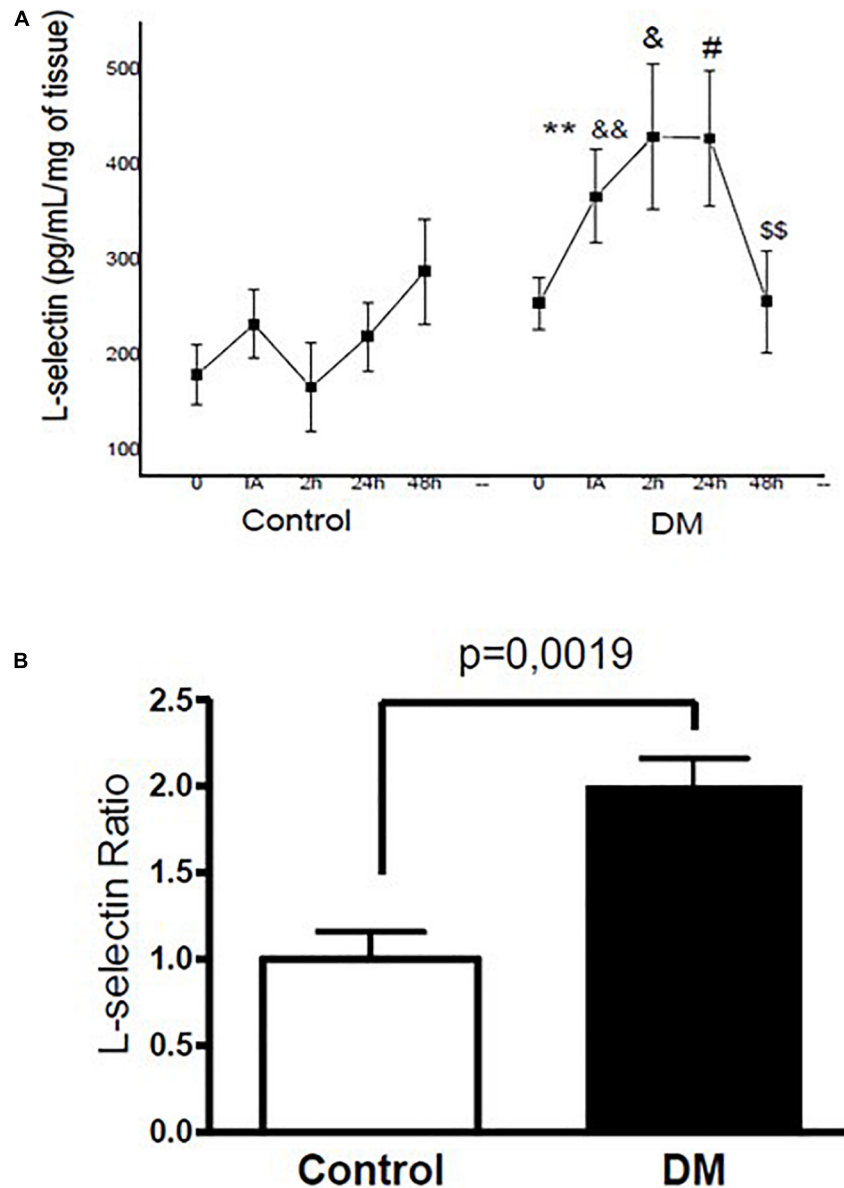 A
L-selectin (pg/mL/mg of tissue)
500
400
300
200
100
** && & # $$
0 IA 2h 24h 48h -- 0 IA 2h 24h 48h --
Control DM
B
p=0,0019
L-selectin Ratio
2.5
2.0
1.5
1.0
0.5
0.0
Control DM